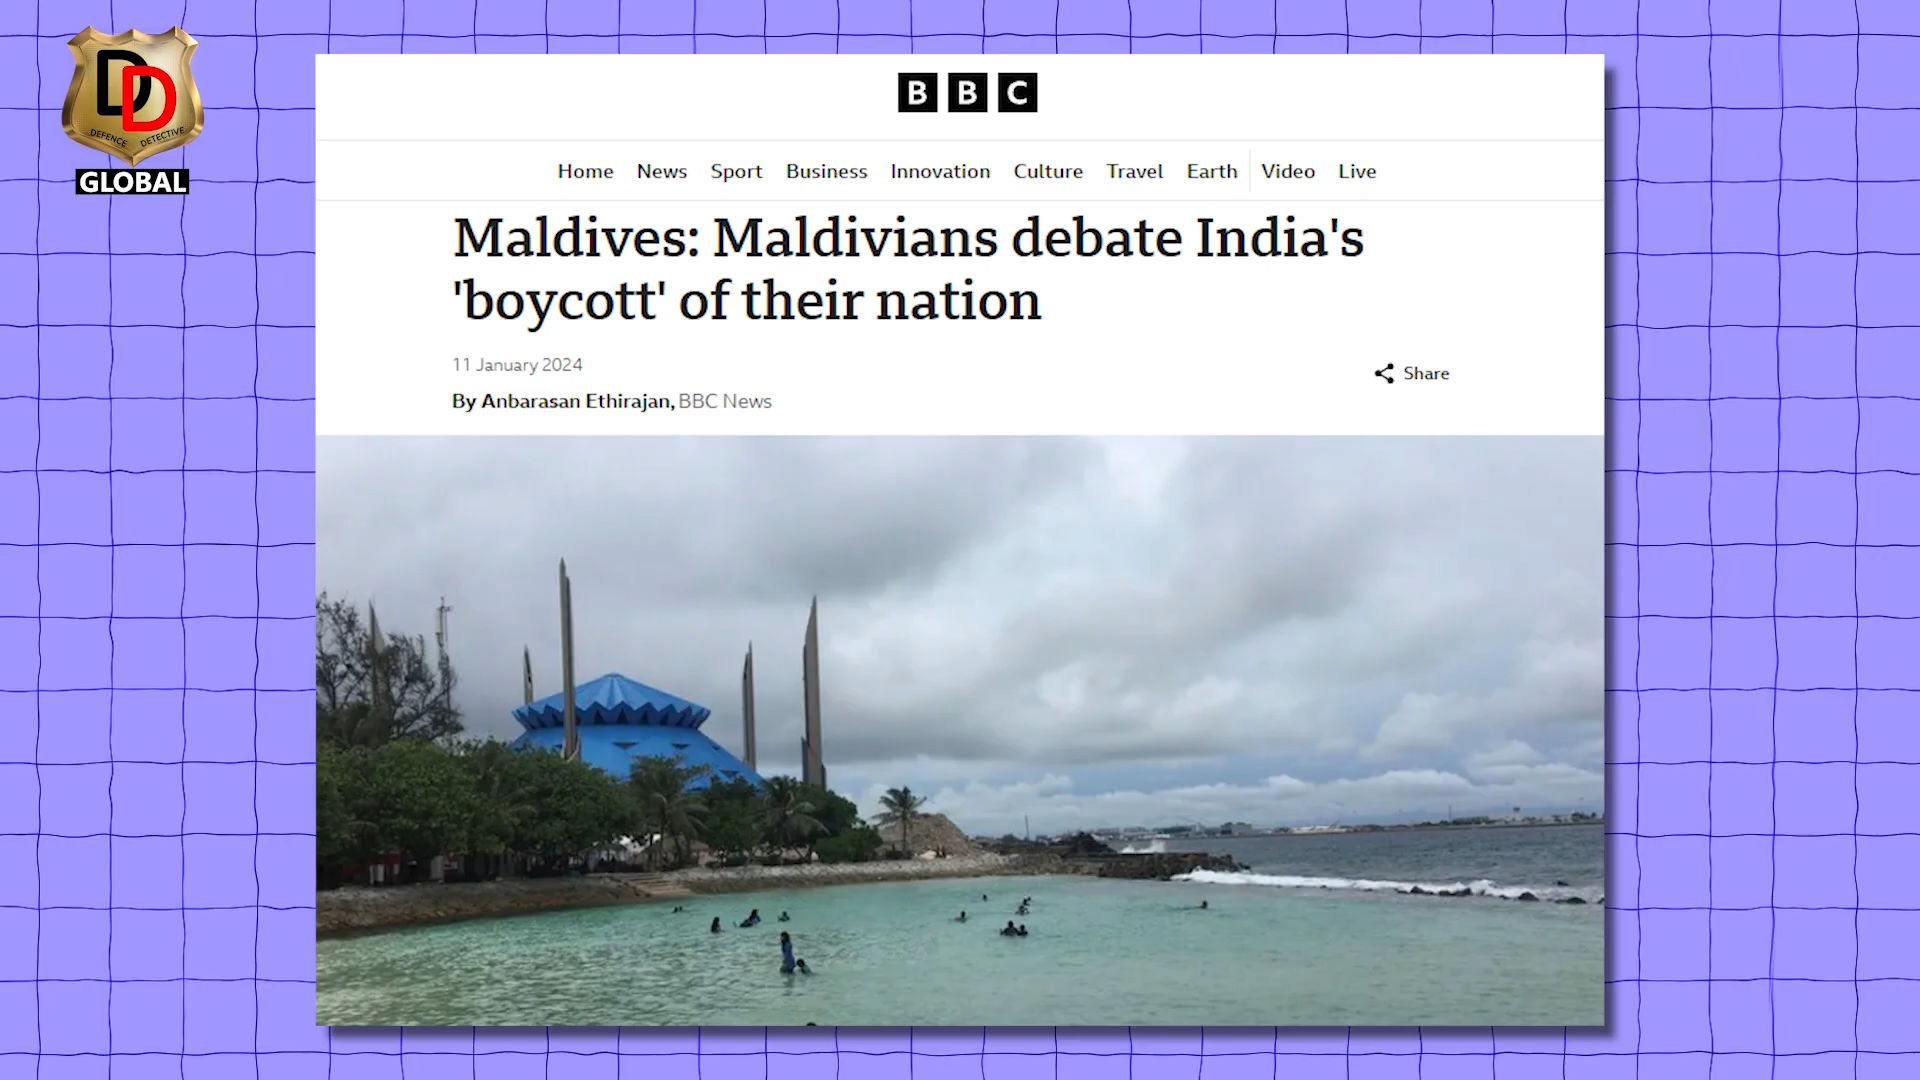 DD
DEFENCE DETECTIVE
GLOBAL
BBC
Home News Sport Business Innovation Culture Travel Earth Video Live
Maldives: Maldivians debate India's
'boycott' of their nation
11 January 2024
Share
By Anbarasan Ethirajan, BBC News